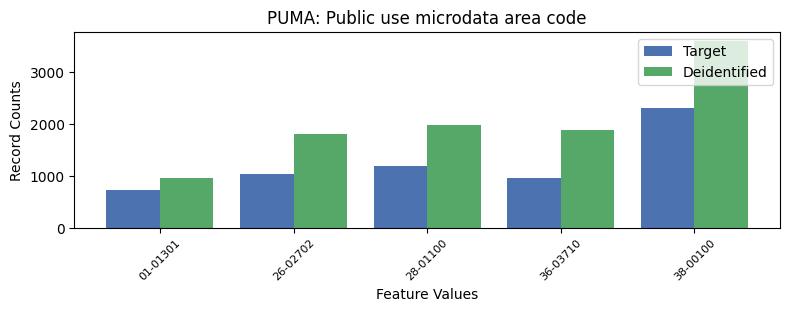 PUMA: Public use microdata area code
Target
Deidentified
Record Counts
3000
2000
1000
0
01-01301
26-02702
28-01100
36-03710
38-00100
Feature Values